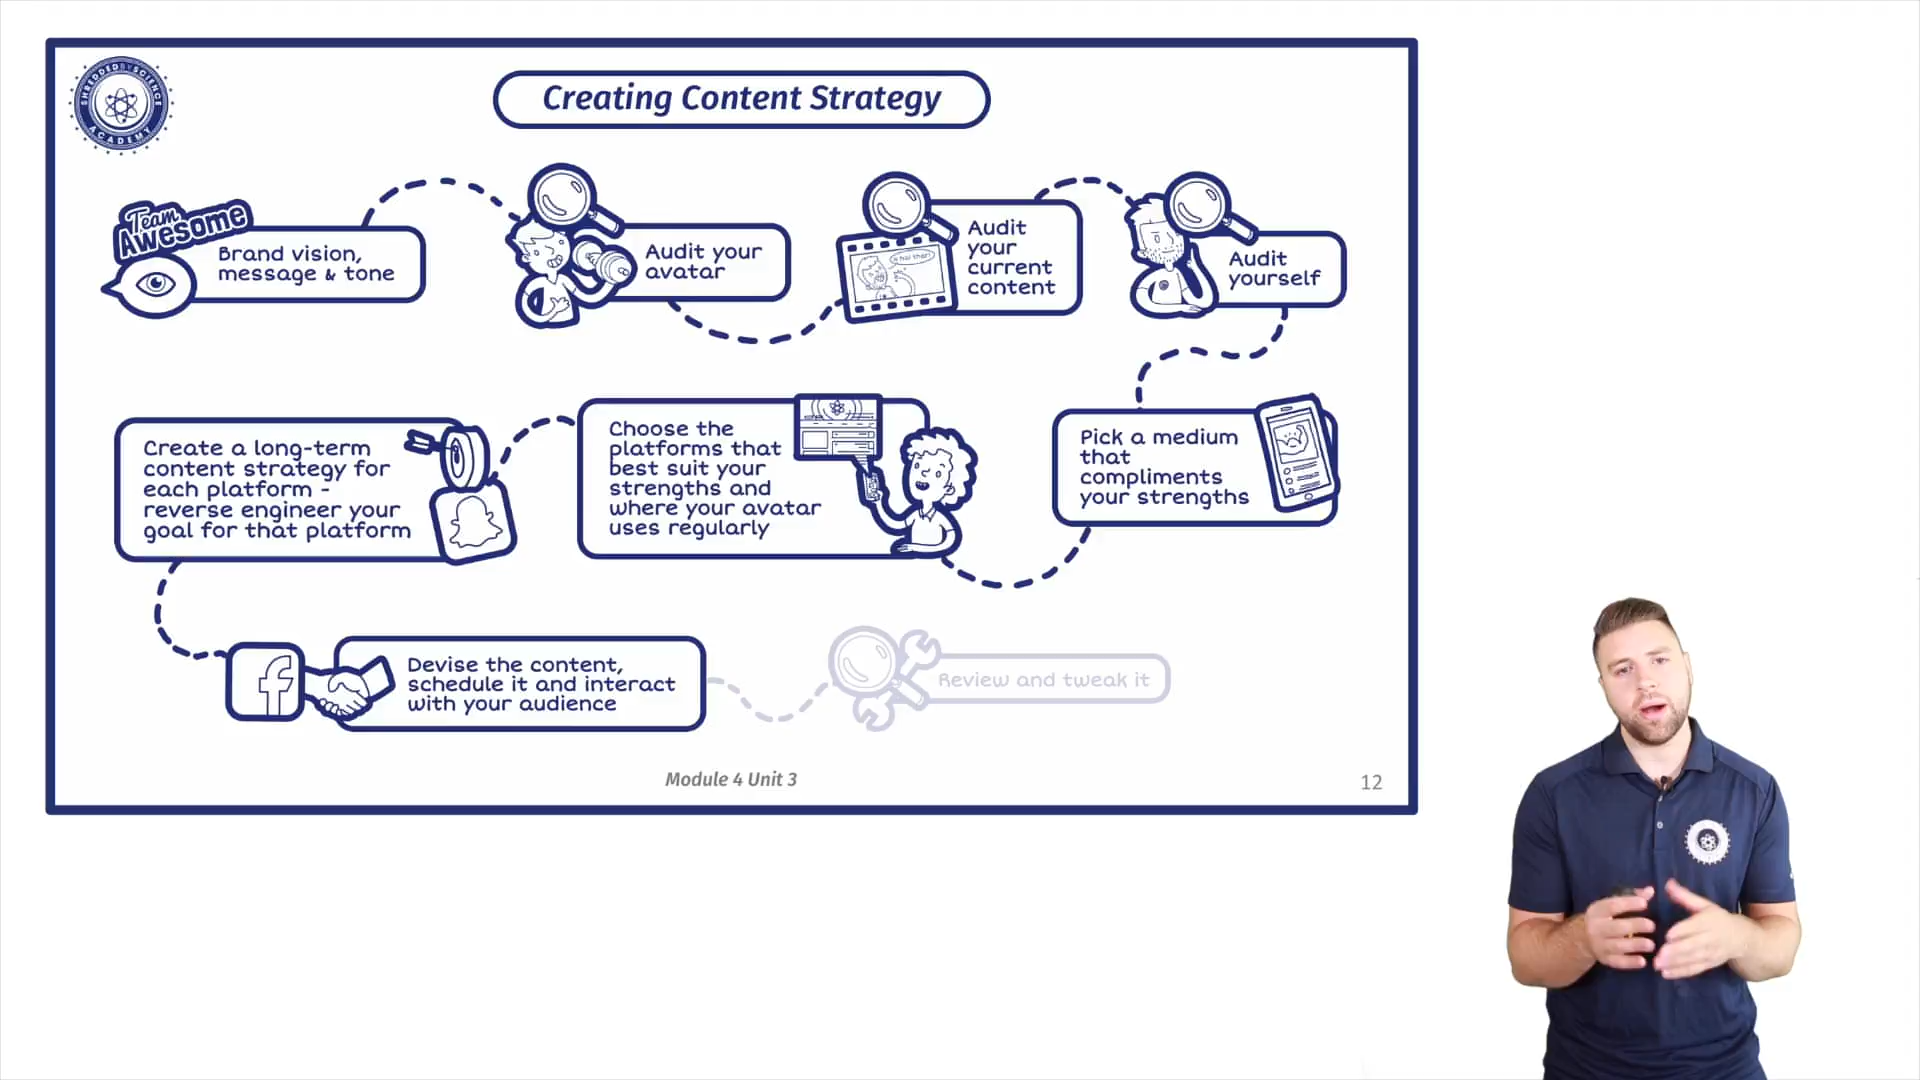 SHREDDEDBYSCIENCE
ACADEMY
Creating Content Strategy
Team
Awesome
Brand vision,
message & tone
Audit your
avatar
Audit
your
current
content
Audit
yourself
Pick a medium
that
compliments
your strengths
Choose the
platforms that
best suit your
strengths and
where your avatar
uses regularly
Create a long-term
content strategy for
each platform -
reverse engineer your
goal for that platform
f
Devise the content,
schedule it and interact
with your audience
Review and tweak it
Module 4 Unit 3
12